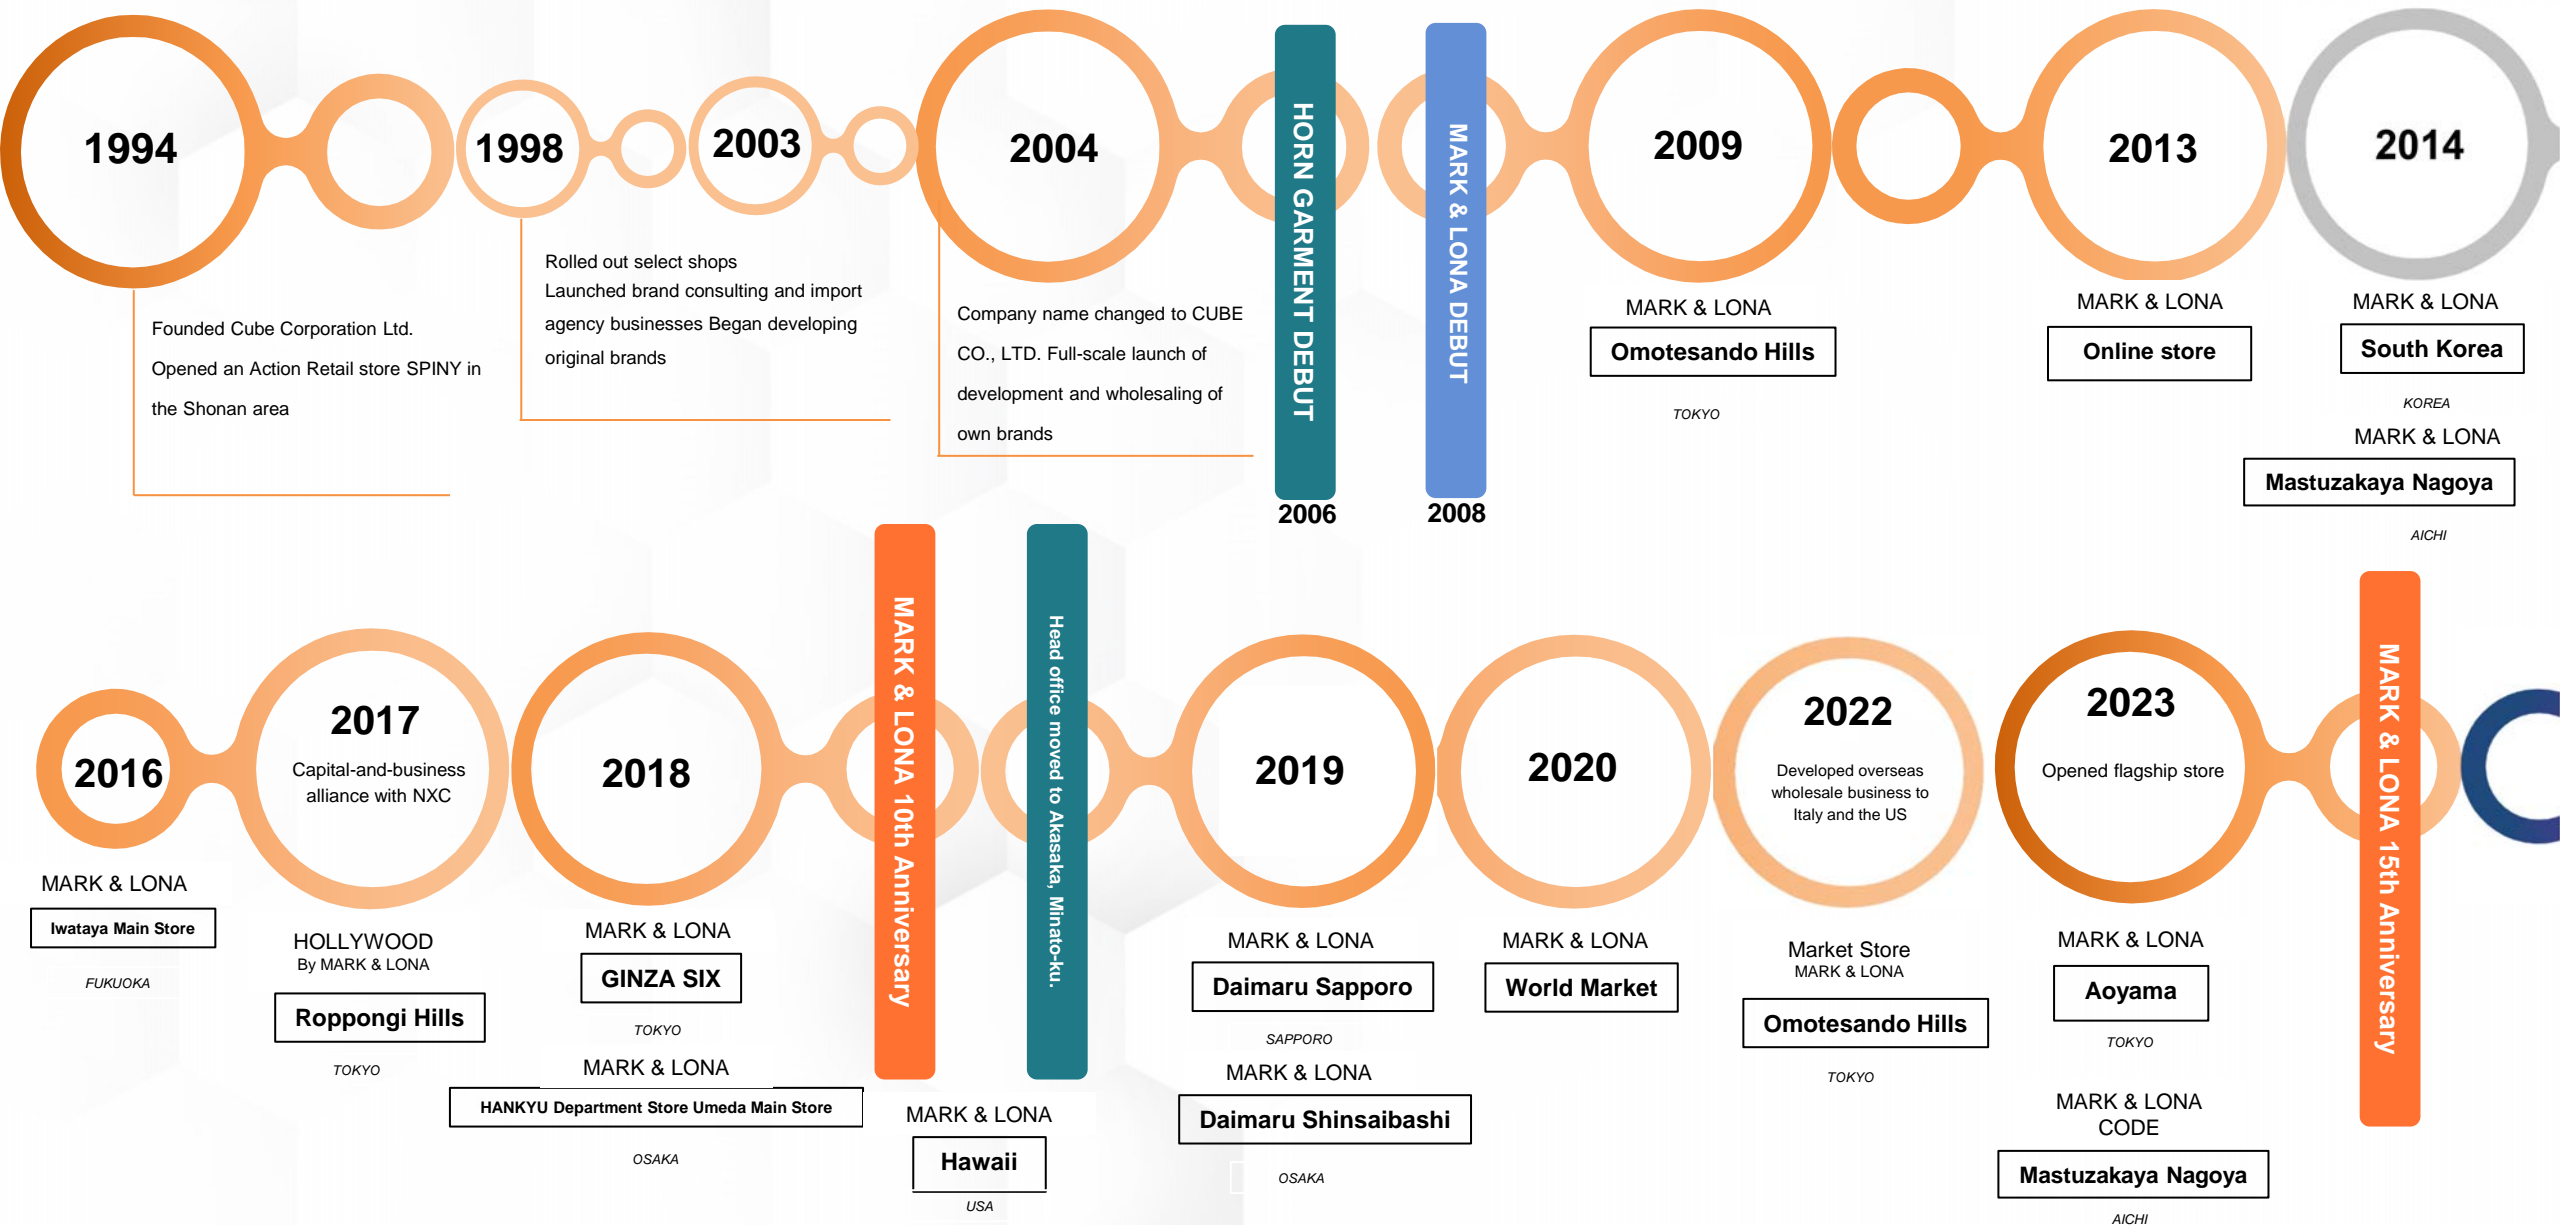 1994
Founded Cube Corporation Ltd.
Opened an Action Retail store SPINY in
the Shonan area
1998
Rolled out select shops
Launched brand consulting and import
agency businesses Began developing
original brands
2003
2004
Company name changed to CUBE
CO., LTD. Full-scale launch of
development and wholesaling of
own brands
HORN GARMENT DEBUT
2006
MARK & LONA DEBUT
2008
2009
MARK & LONA
Omotesando Hills
TOKYO
2013
MARK & LONA
Online store
2014
MARK & LONA
South Korea
KOREA
MARK & LONA
Mastuzakaya Nagoya
AICHI
2016
MARK & LONA
Iwataya Main Store
FUKUOKA
2017
Capital-and-business
alliance with NXC
HOLLYWOOD
By MARK & LONA
Roppongi Hills
TOKYO
2018
MARK & LONA
GINZA SIX
TOKYO
MARK & LONA
HANKYU Department Store Umeda Main Store
OSAKA
MARK & LONA 10th Anniversary
MARK & LONA
Hawaii
USA
Head office moved to Akasaka, Minato-ku.
2019
MARK & LONA
Daimaru Sapporo
SAPPORO
MARK & LONA
Daimaru Shinsaibashi
OSAKA
2020
MARK & LONA
World Market
2022
Developed overseas
wholesale business to
Italy and the US
Market Store
MARK & LONA
Omotesando Hills
TOKYO
2023
Opened flagship store
MARK & LONA
Aoyama
TOKYO
MARK & LONA
CODE
Mastuzakaya Nagoya
AICHI
MARK & LONA 15th Anniversary